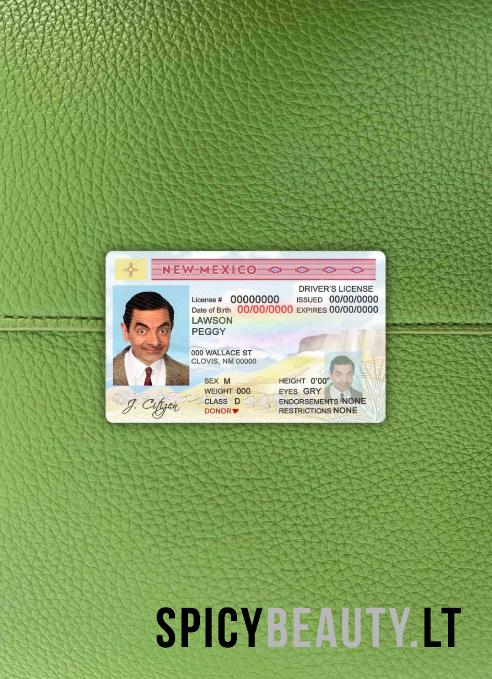 NEW MEXICO
DRIVER'S LICENSE
License # 00000000 ISSUED 00/00/0000
Date of Birth 00/00/0000 EXPIRES 00/00/0000
LAWSON
PEGGY
000 WALLACE ST
CLOVIS, NM 00000
SEX M HEIGHT 0'00"
WEIGHT 000 EYES GRY
CLASS D ENDORSEMENTS NONE
DONOR RESTRICTIONS NONE
J. Citizen
SPICYBEAUTY.LT